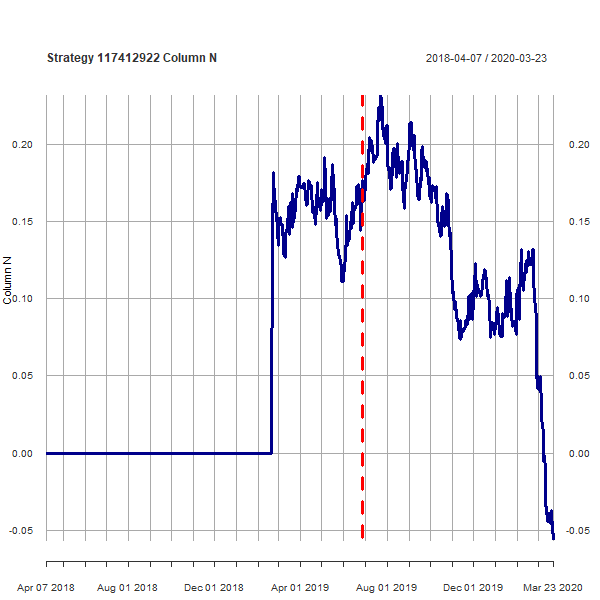 Strategy 117412922 Column N 2018-04-07 / 2020-03-23
0.20 0.20
0.15 0.15
0.10 0.10
0.05 0.05
0.00 0.00
-0.05 -0.05
Column N
Apr 07 2018 Aug 01 2018 Dec 01 2018 Apr 01 2019 Aug 01 2019 Dec 01 2019 Mar 23 2020